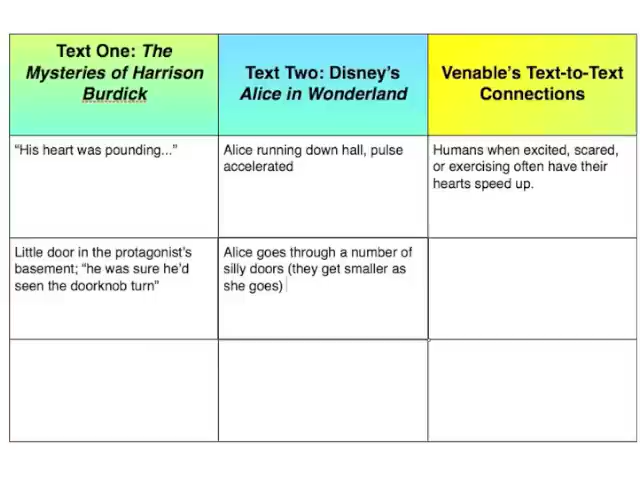 Text One: The
Mysteries of Harrison
Burdick
Text Two: Disney’s
Alice in Wonderland
Venable’s Text-to-Text
Connections
“His heart was pounding...”
Alice running down hall, pulse
accelerated
Humans when excited, scared,
or exercising often have their
hearts speed up.
Little door in the protagonist’s
basement; “he was sure he’d
seen the doorknob turn”
Alice goes through a number of
silly doors (they get smaller as
she goes)